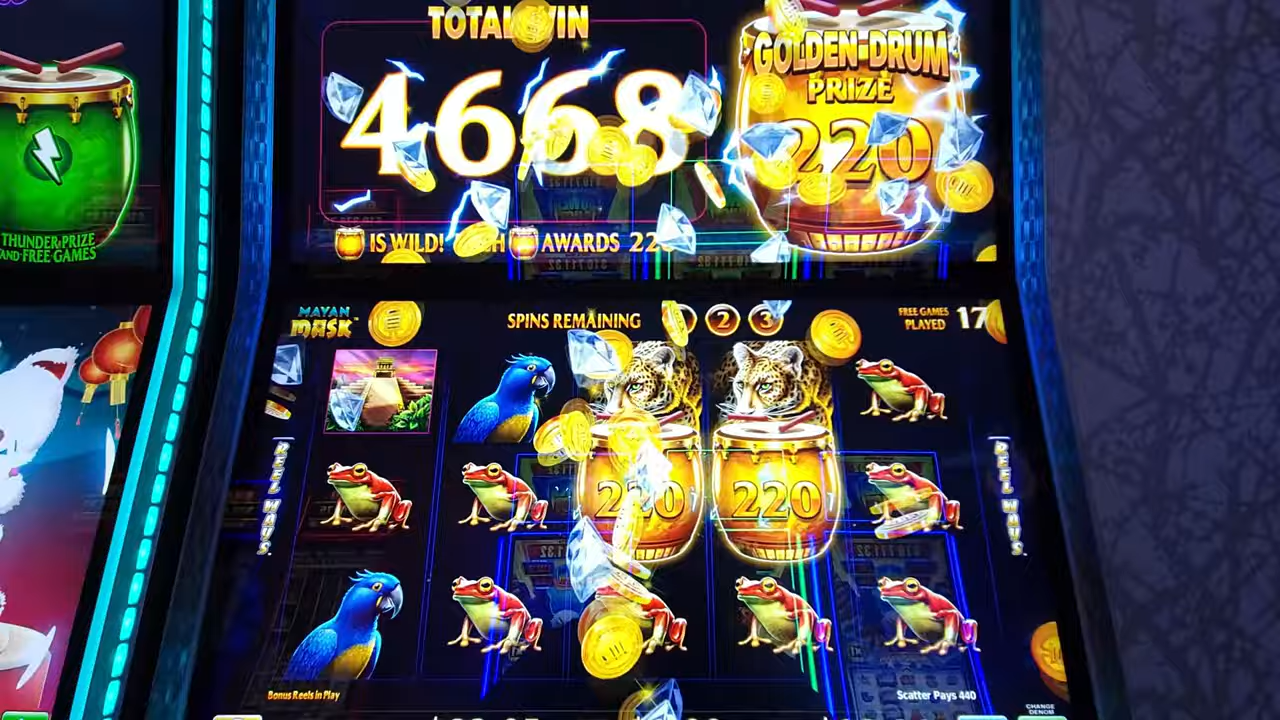 TOTAL WIN
4668
GOLDEN DRUM
PRIZE
220
THUNDER PRIZE
AND FREE GAMES
IS WILD!
AWARDS
MAYAN
MASK™
SPINS REMAINING
2 3
FREE GAMES
PLAYED 17
REEL WAYS
220 220
REEL WAYS
Bonus Reels in Play
Scatter Pays 440
CHANGE
DENOM